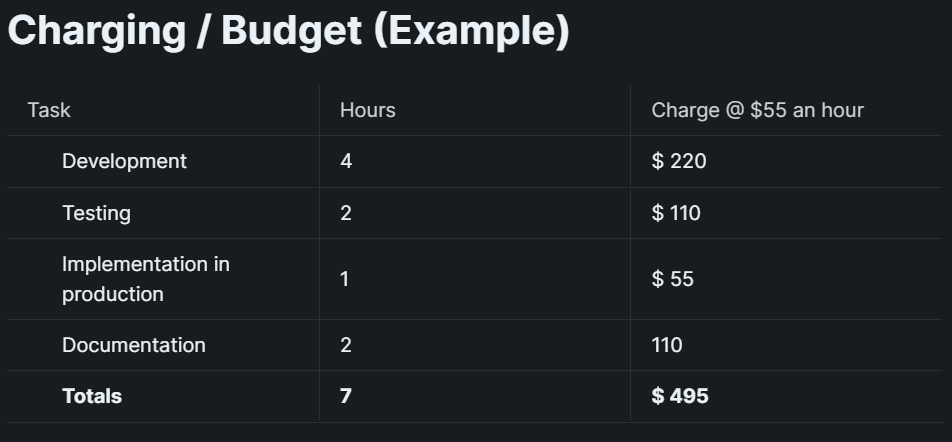 Charging / Budget (Example)
Task Hours Charge @ $55 an hour
Development 4 $ 220
Testing 2 $ 110
Implementation in
production 1 $ 55
Documentation 2 110
Totals 7 $ 495